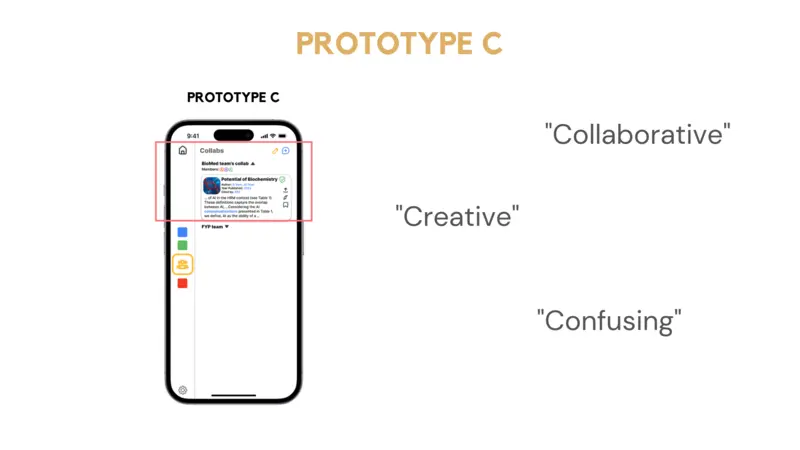 PROTOTYPE C
PROTOTYPE C
9:41
Collabs
BioMed team's collab
Members:
Potential of Biochemistry
... of AI in the HRM context (see Table 1).
These definitions capture the overlap
between AI... Considering the AI
presented in Table 1,
we define, AI as the ability of a ...
FYP team
"Collaborative"
"Creative"
"Confusing"